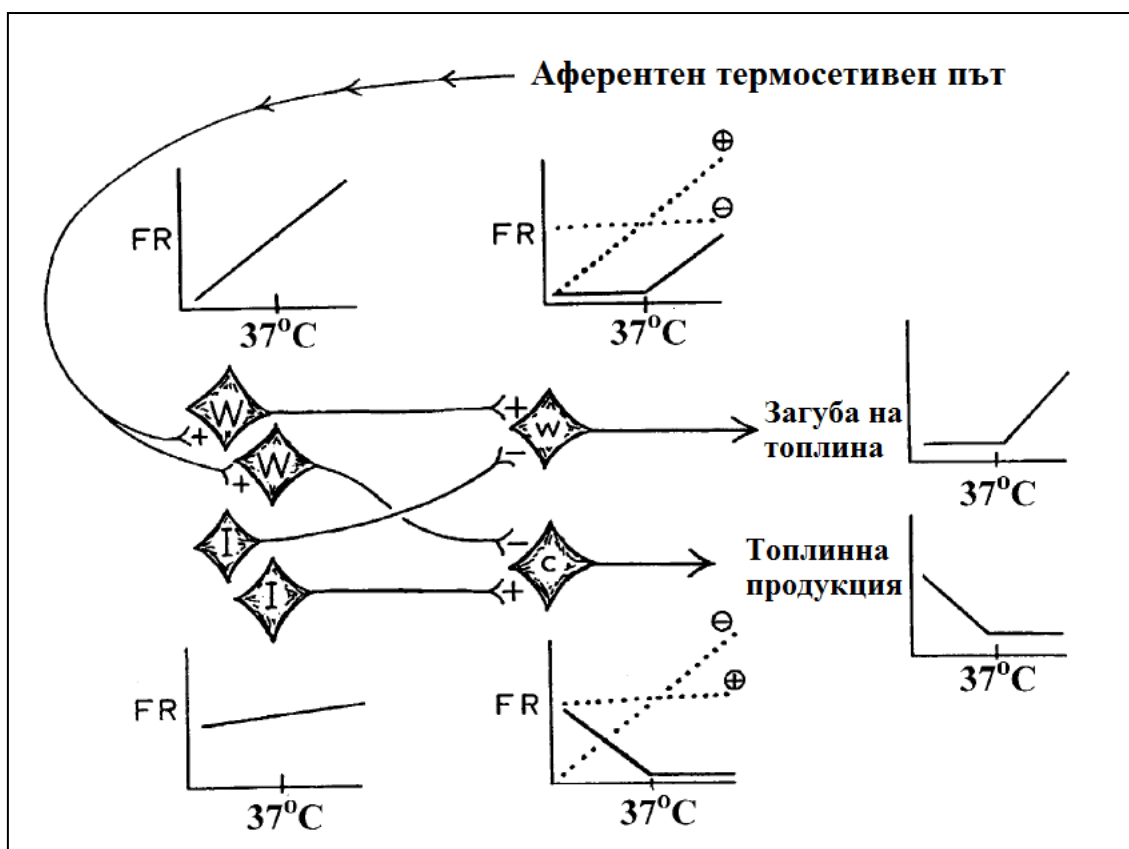 Аферентен термосетивен път
FR
37°C
FR
⊕
⊖
37°C
W
+
W
+
I
I
+
−
w
−
+
c
Загуба на
топлина
37°C
Топлинна
продукция
37°C
FR
37°C
FR
⊖
⊕
37°C